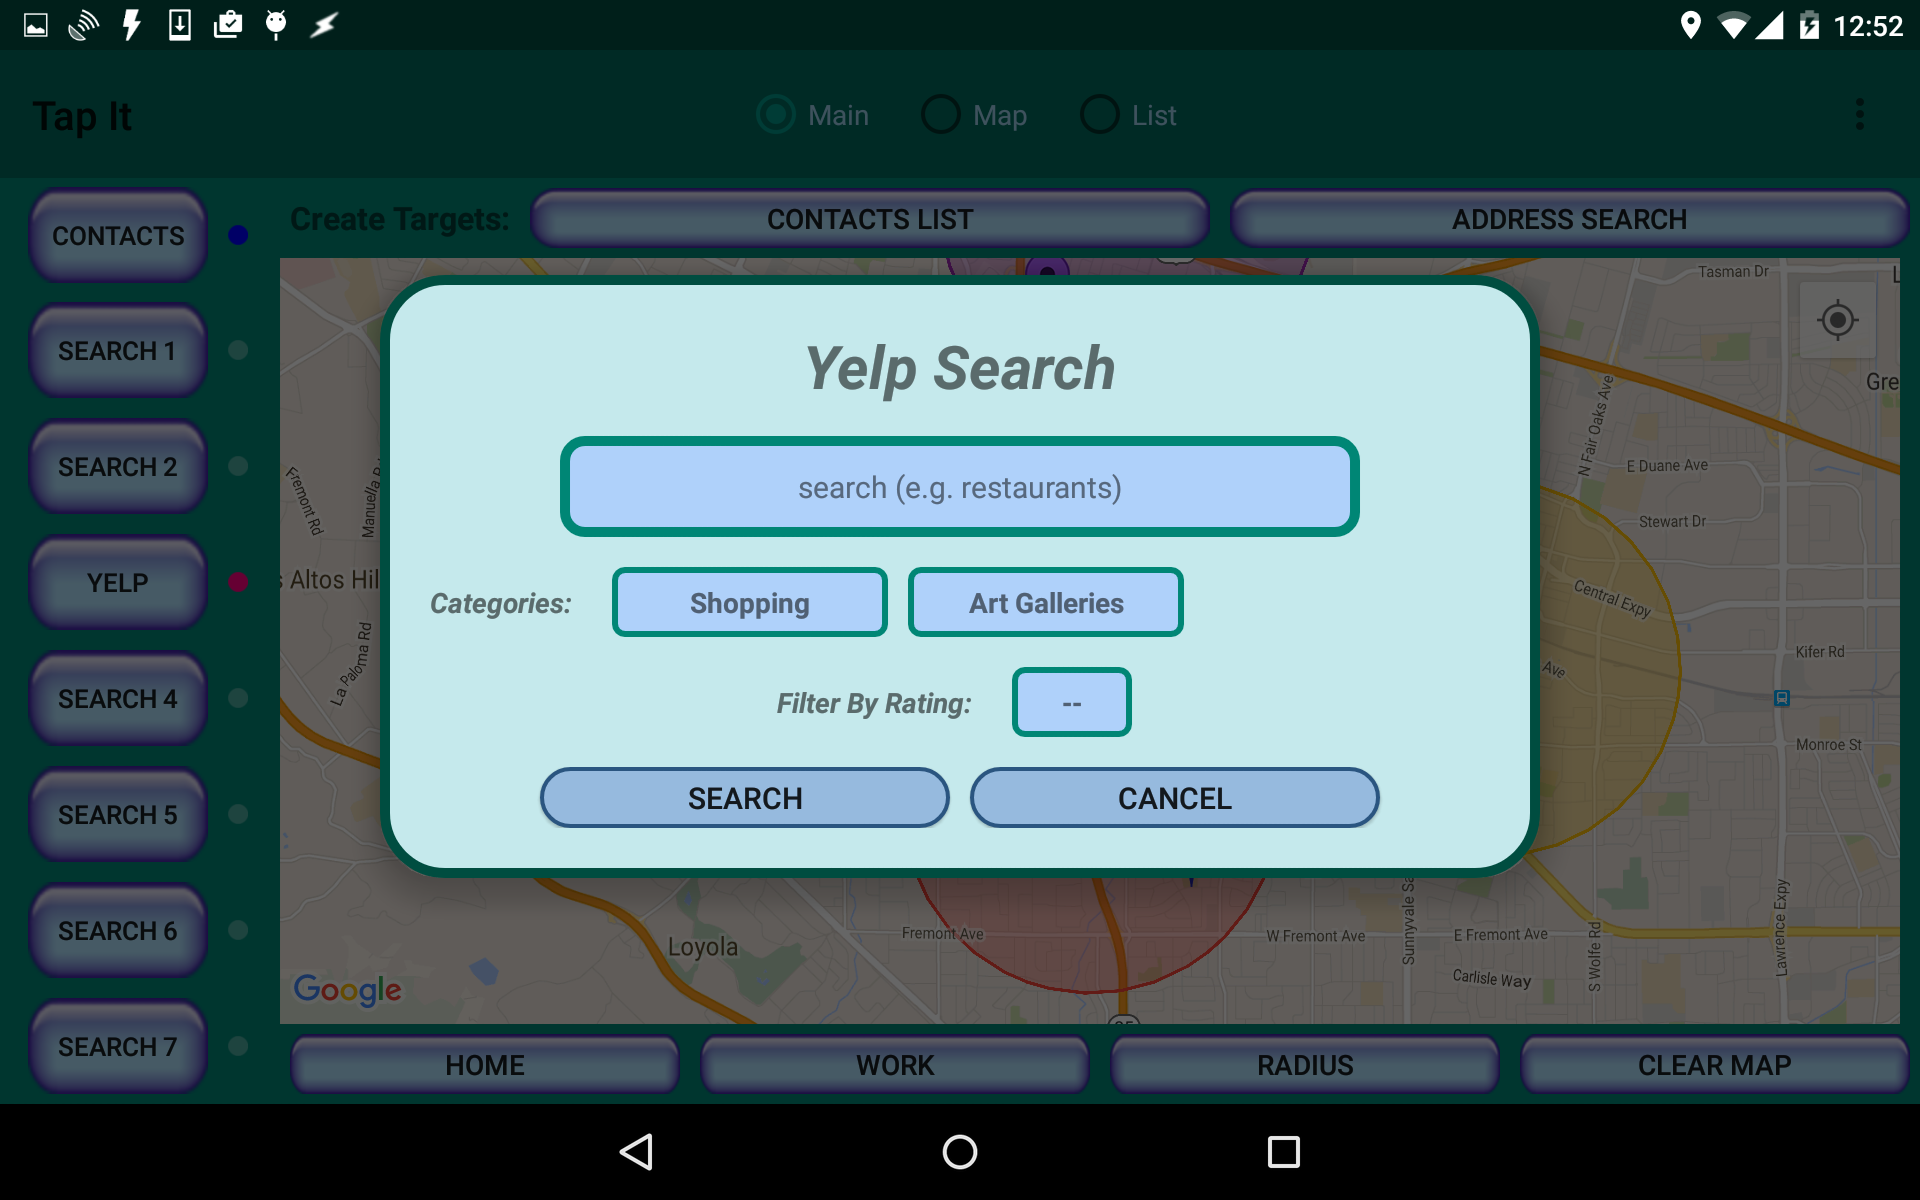 12:52
Tap It
Main
Map
List
CONTACTS
Create Targets:
CONTACTS LIST
ADDRESS SEARCH
SEARCH 1
SEARCH 2
YELP
SEARCH 4
SEARCH 5
SEARCH 6
SEARCH 7
Yelp Search
search (e.g. restaurants)
Categories:
Shopping
Art Galleries
Filter By Rating:
--
SEARCH
CANCEL
Tasman Dr
Gre
N Fair Oaks Ave
E Duane Ave
Stewart Dr
Central Expy
Ave
Kifer Rd
Monroe St
Fremont Rd
Manuella R
s Altos Hil
La Paloma Rd
Loyola
Fremont Ave
W Fremont Ave
Sunnyvale Sa
E Fremont Ave
Carlisle Way
S Wolfe Rd
Lawrence Expy
Google
HOME
WORK
RADIUS
CLEAR MAP